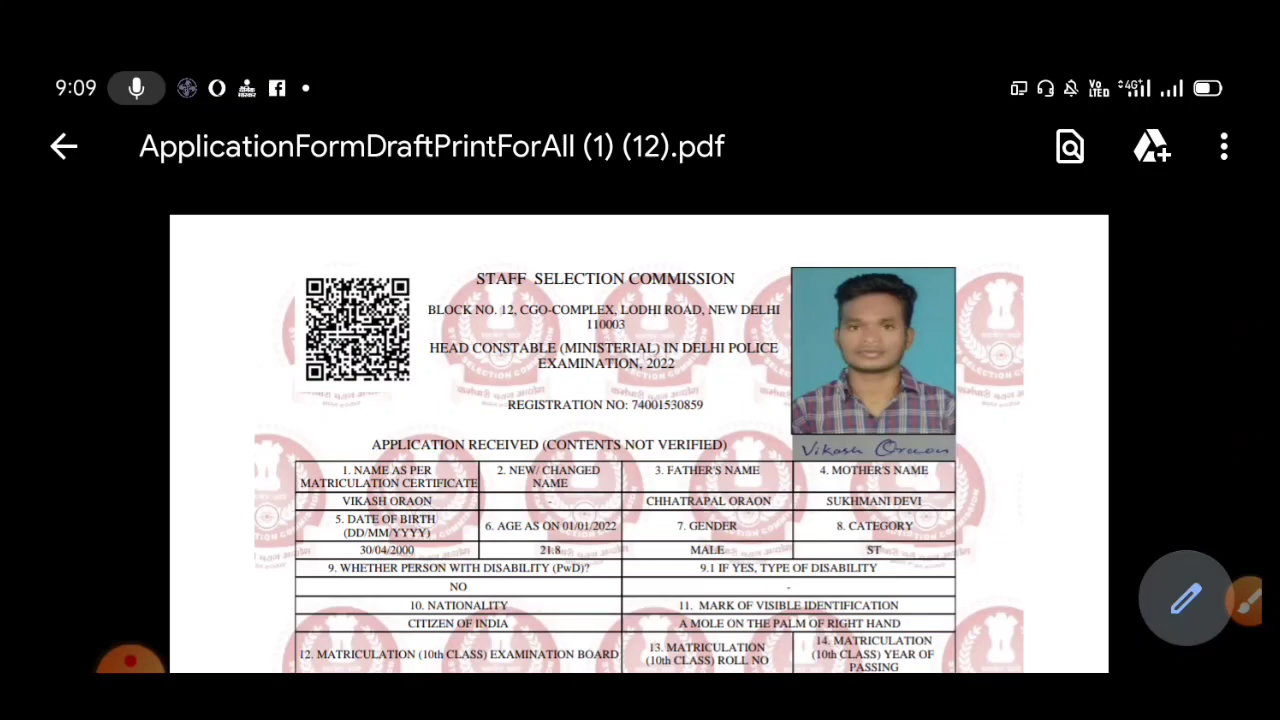 9:09
VoLTED 4G+
ApplicationFormDraftPrintForAll (1) (12).pdf
STAFF SELECTION COMMISSION
BLOCK NO. 12, CGO-COMPLEX, LODHI ROAD, NEW DELHI
110003
HEAD CONSTABLE (MINISTERIAL) IN DELHI POLICE
EXAMINATION, 2022
REGISTRATION NO: 74001530859
APPLICATION RECEIVED (CONTENTS NOT VERIFIED)
Vikash Oraon
1. NAME AS PER
MATRICULATION CERTIFICATE
2. NEW/ CHANGED
NAME
3. FATHER'S NAME
4. MOTHER'S NAME
VIKASH ORAON
-
CHHATRAPAL ORAON
SUKHMANI DEVI
5. DATE OF BIRTH
(DD/MM/YYYY)
6. AGE AS ON 01/01/2022
7. GENDER
8. CATEGORY
30/04/2000
21.8
MALE
ST
9. WHETHER PERSON WITH DISABILITY (PwD)?
9.1 IF YES, TYPE OF DISABILITY
NO
-
10. NATIONALITY
11. MARK OF VISIBLE IDENTIFICATION
CITIZEN OF INDIA
A MOLE ON THE PALM OF RIGHT HAND
12. MATRICULATION (10th CLASS) EXAMINATION BOARD
13. MATRICULATION
(10th CLASS) ROLL NO
14. MATRICULATION
(10th CLASS) YEAR OF
PASSING